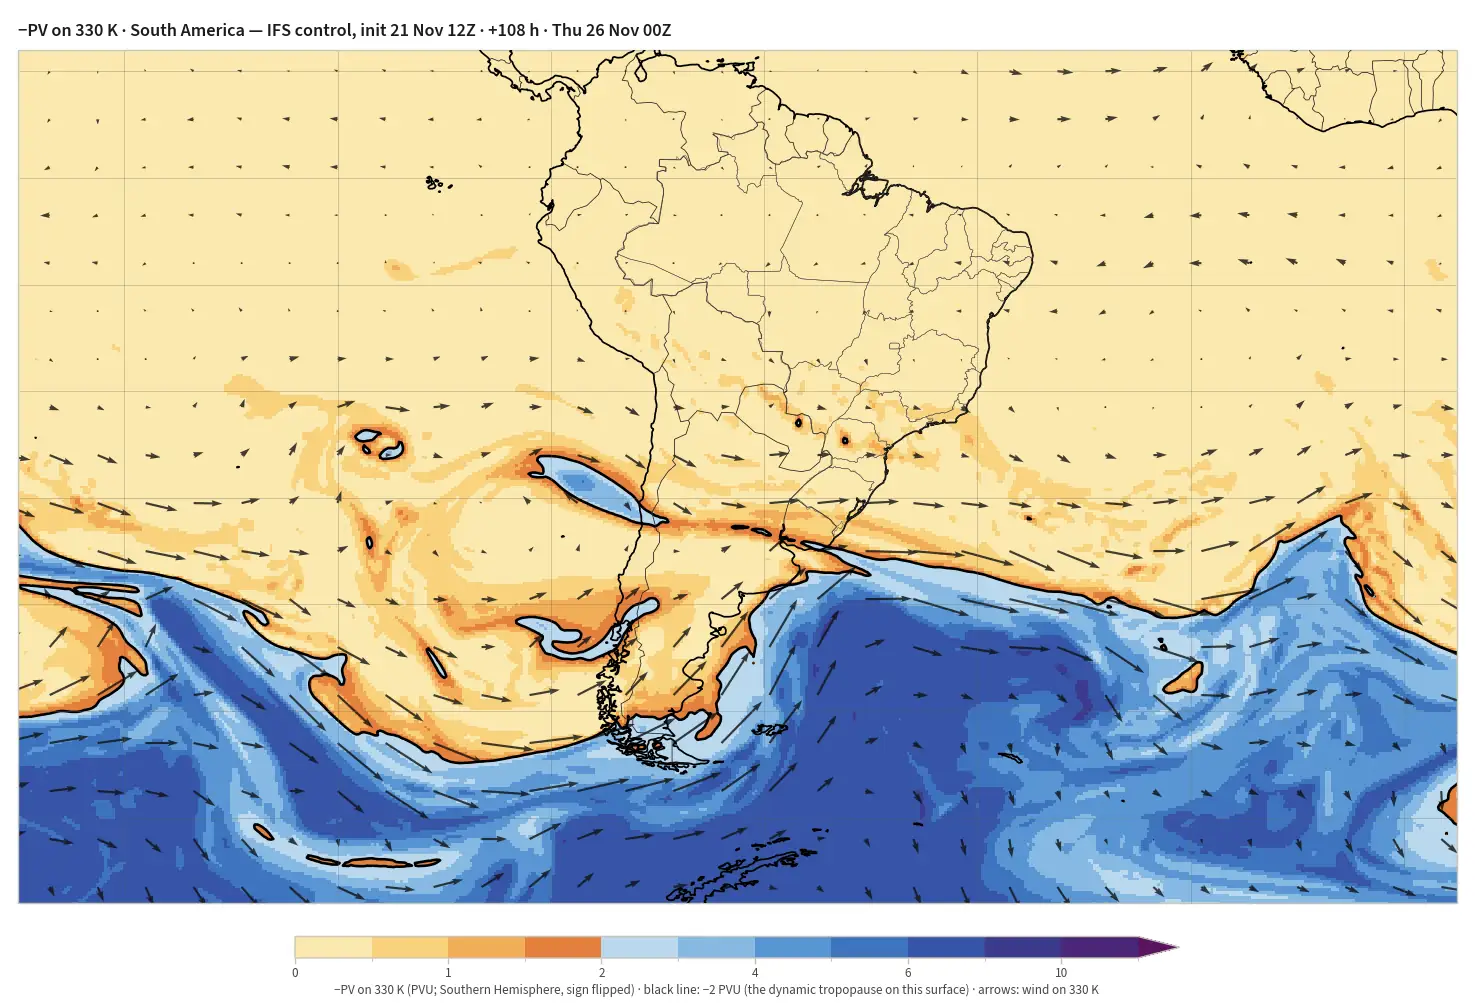 −PV on 330 K · South America — IFS control, init 21 Nov 12Z · +108 h · Thu 26 Nov 00Z
0 1 2 4 6 10
−PV on 330 K (PVU; Southern Hemisphere, sign flipped) · black line: −2 PVU (the dynamic tropopause on this surface) · arrows: wind on 330 K